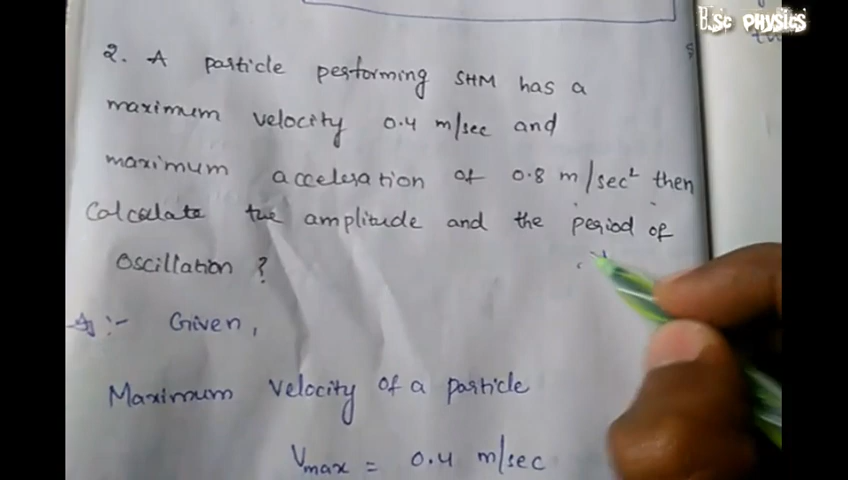 B.Sc PHYSICS
2. A particle performing SHM has a
maximum velocity 0.4 m/sec and
maximum acceleration of 0.8 m/sec² then
Calculate the amplitude and the period of
Oscillation ?
A):- Given,
Maximum Velocity of a particle
Vmax = 0.4 m/sec